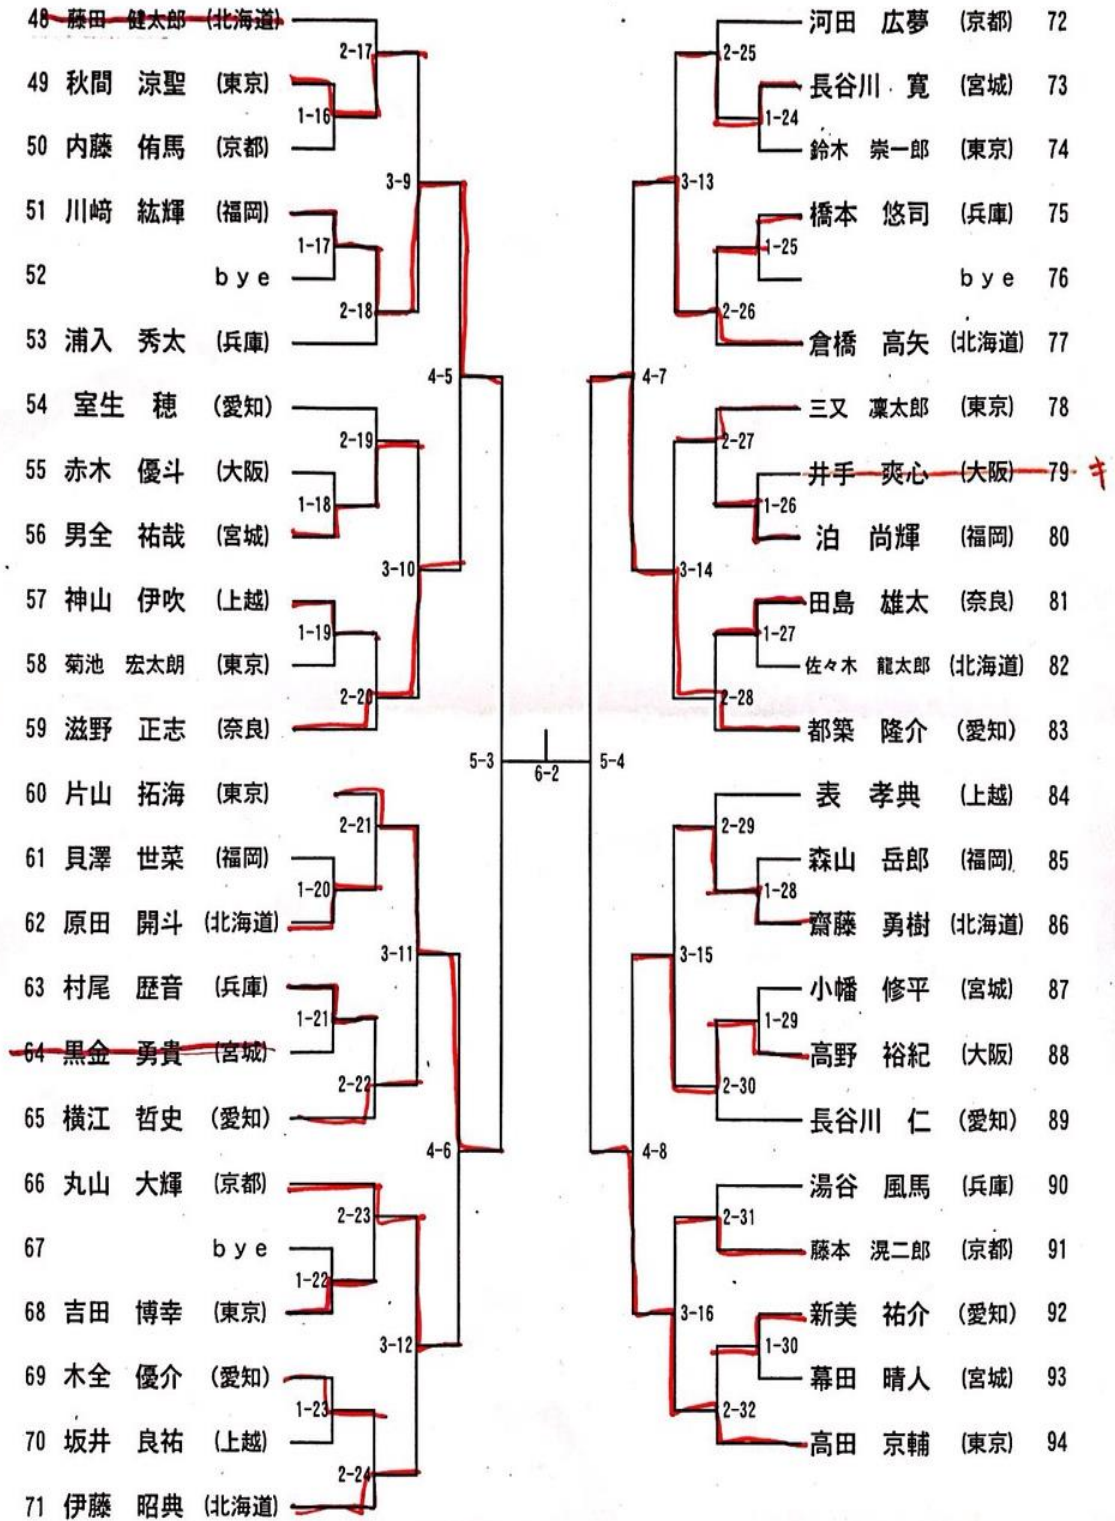 48 藤田 健太郎 (北海道)
2-17
49 秋間 涼聖 (東京)
1-16
50 内藤 侑馬 (京都)
3-9
51 川﨑 紘輝 (福岡)
1-17
52 bye
2-18
53 浦入 秀太 (兵庫)
4-5
54 室生 穂 (愛知)
2-19
55 赤木 優斗 (大阪)
1-18
56 男全 祐哉 (宮城)
3-10
57 神山 伊吹 (上越)
1-19
58 菊池 宏太朗 (東京)
2-20
59 滋野 正志 (奈良)
5-3
60 片山 拓海 (東京)
2-21
61 貝澤 世菜 (福岡)
1-20
62 原田 開斗 (北海道)
3-11
63 村尾 歴音 (兵庫)
1-21
64 黒金 勇貴 (宮城)
2-22
65 横江 哲史 (愛知)
4-6
66 丸山 大輝 (京都)
2-23
67 bye
1-22
68 吉田 博幸 (東京)
3-12
69 木全 優介 (愛知)
1-23
70 坂井 良祐 (上越)
2-24
71 伊藤 昭典 (北海道)
6-2
河田 広夢 (京都) 72
2-25
長谷川 寛 (宮城) 73
1-24
鈴木 崇一郎 (東京) 74
3-13
橋本 悠司 (兵庫) 75
1-25
bye 76
2-26
倉橋 高矢 (北海道) 77
4-7
三又 凜太郎 (東京) 78
2-27
井手 爽心 (大阪) 79 キ
1-26
泊 尚輝 (福岡) 80
3-14
田島 雄太 (奈良) 81
1-27
佐々木 龍太郎 (北海道) 82
2-28
都築 隆介 (愛知) 83
5-4
表 孝典 (上越) 84
2-29
森山 岳郎 (福岡) 85
1-28
齋藤 勇樹 (北海道) 86
3-15
小幡 修平 (宮城) 87
1-29
高野 裕紀 (大阪) 88
2-30
長谷川 仁 (愛知) 89
4-8
湯谷 風馬 (兵庫) 90
2-31
藤本 滉二郎 (京都) 91
3-16
新美 祐介 (愛知) 92
1-30
幕田 晴人 (宮城) 93
2-32
高田 京輔 (東京) 94